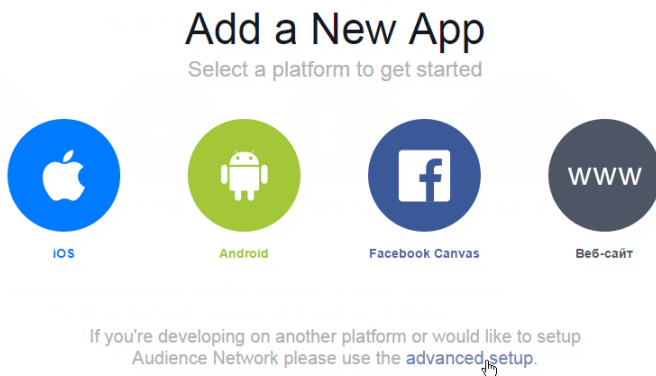 Add a New App
Select a platform to get started
WWW
iOS Android Facebook Canvas Веб-сайт
If you're developing on another platform or would like to setup
Audience Network please use the advanced setup.